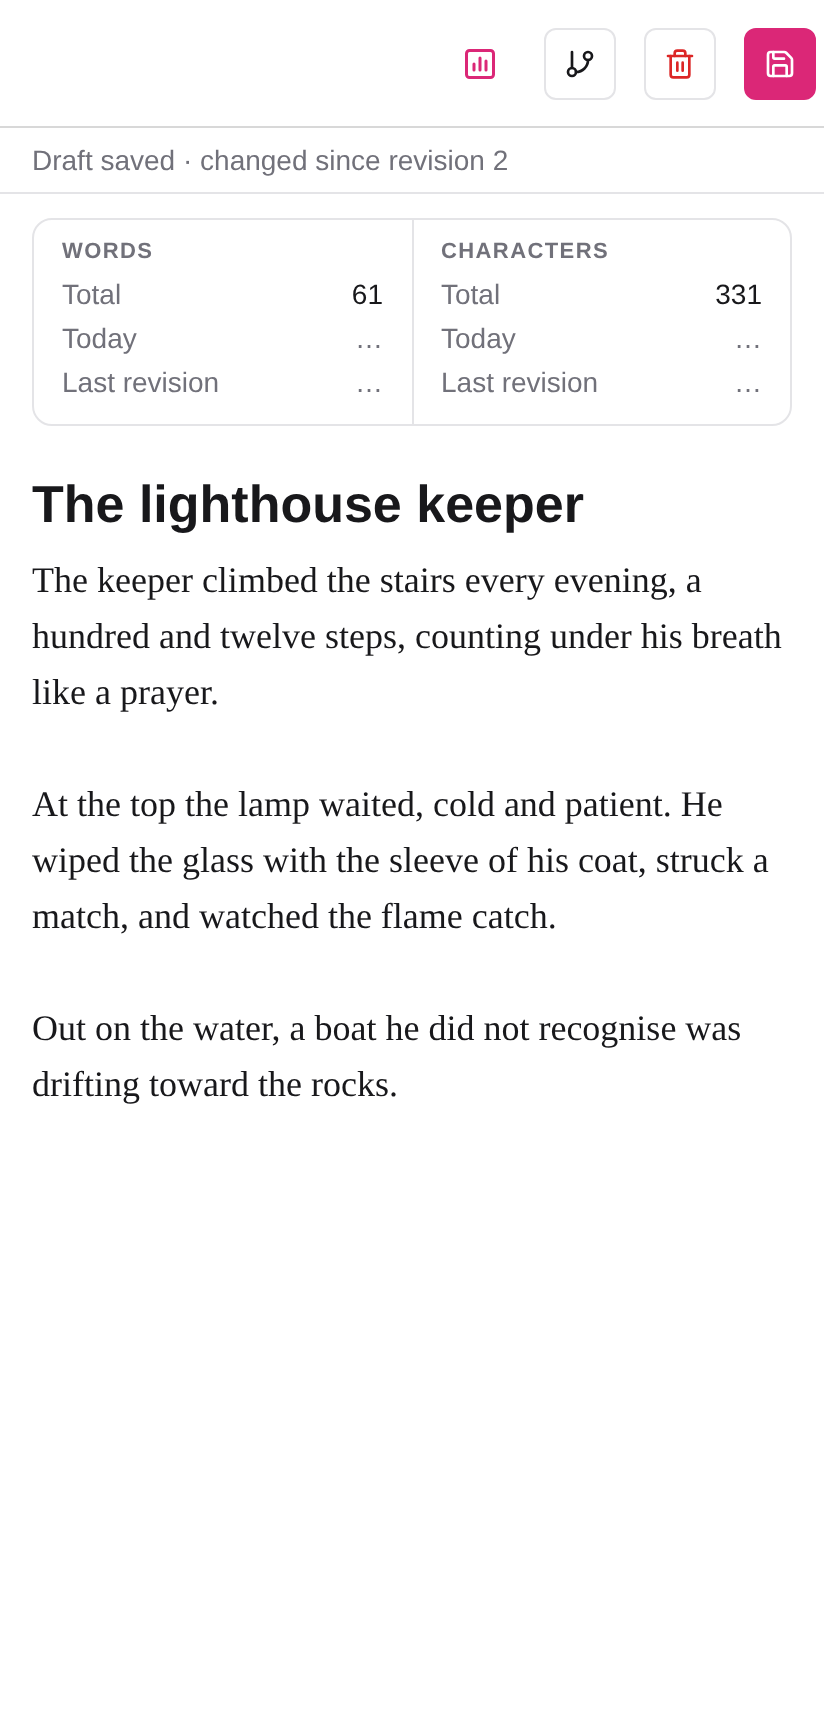 Draft saved · changed since revision 2
WORDS
Total 61
Today ...
Last revision ...
CHARACTERS
Total 331
Today ...
Last revision ...
The lighthouse keeper
The keeper climbed the stairs every evening, a
hundred and twelve steps, counting under his breath
like a prayer.
At the top the lamp waited, cold and patient. He
wiped the glass with the sleeve of his coat, struck a
match, and watched the flame catch.
Out on the water, a boat he did not recognise was
drifting toward the rocks.